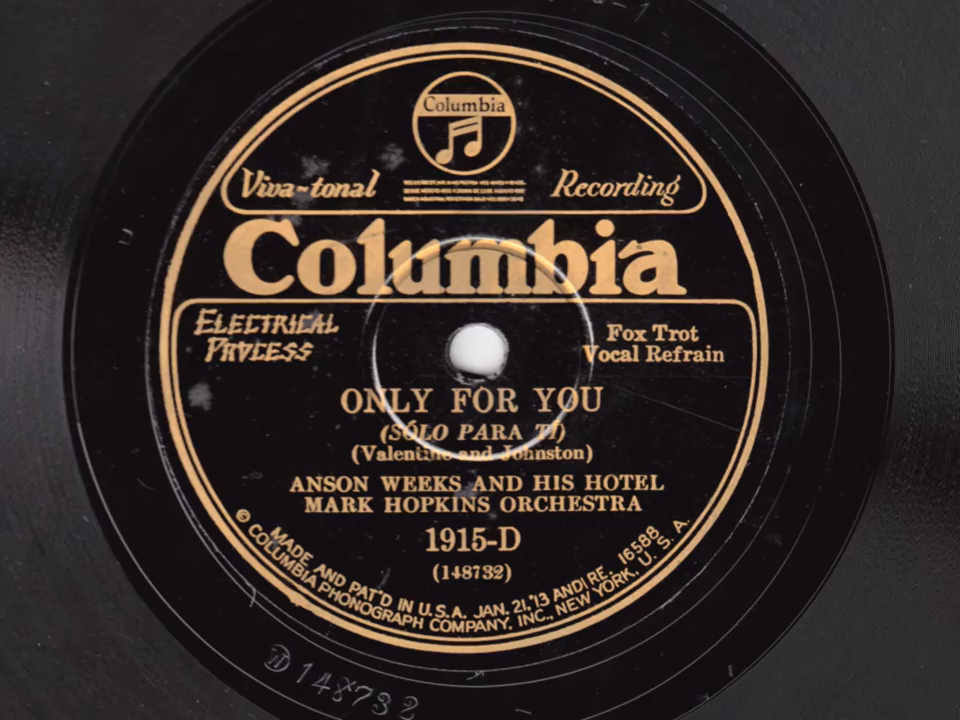 Columbia
Viva-tonal Recording
Columbia
ELECTRICAL
PROCESS
Fox Trot
Vocal Refrain
ONLY FOR YOU
(SÓLO PARA TI)
(Valentine and Johnston)
ANSON WEEKS AND HIS HOTEL
MARK HOPKINS ORCHESTRA
1915-D
(148732)
MADE AND PAT'D IN U.S.A. JAN. 21,'13 AND RE. 16588
© COLUMBIA PHONOGRAPH COMPANY, INC., NEW YORK, U. S. A.
148732